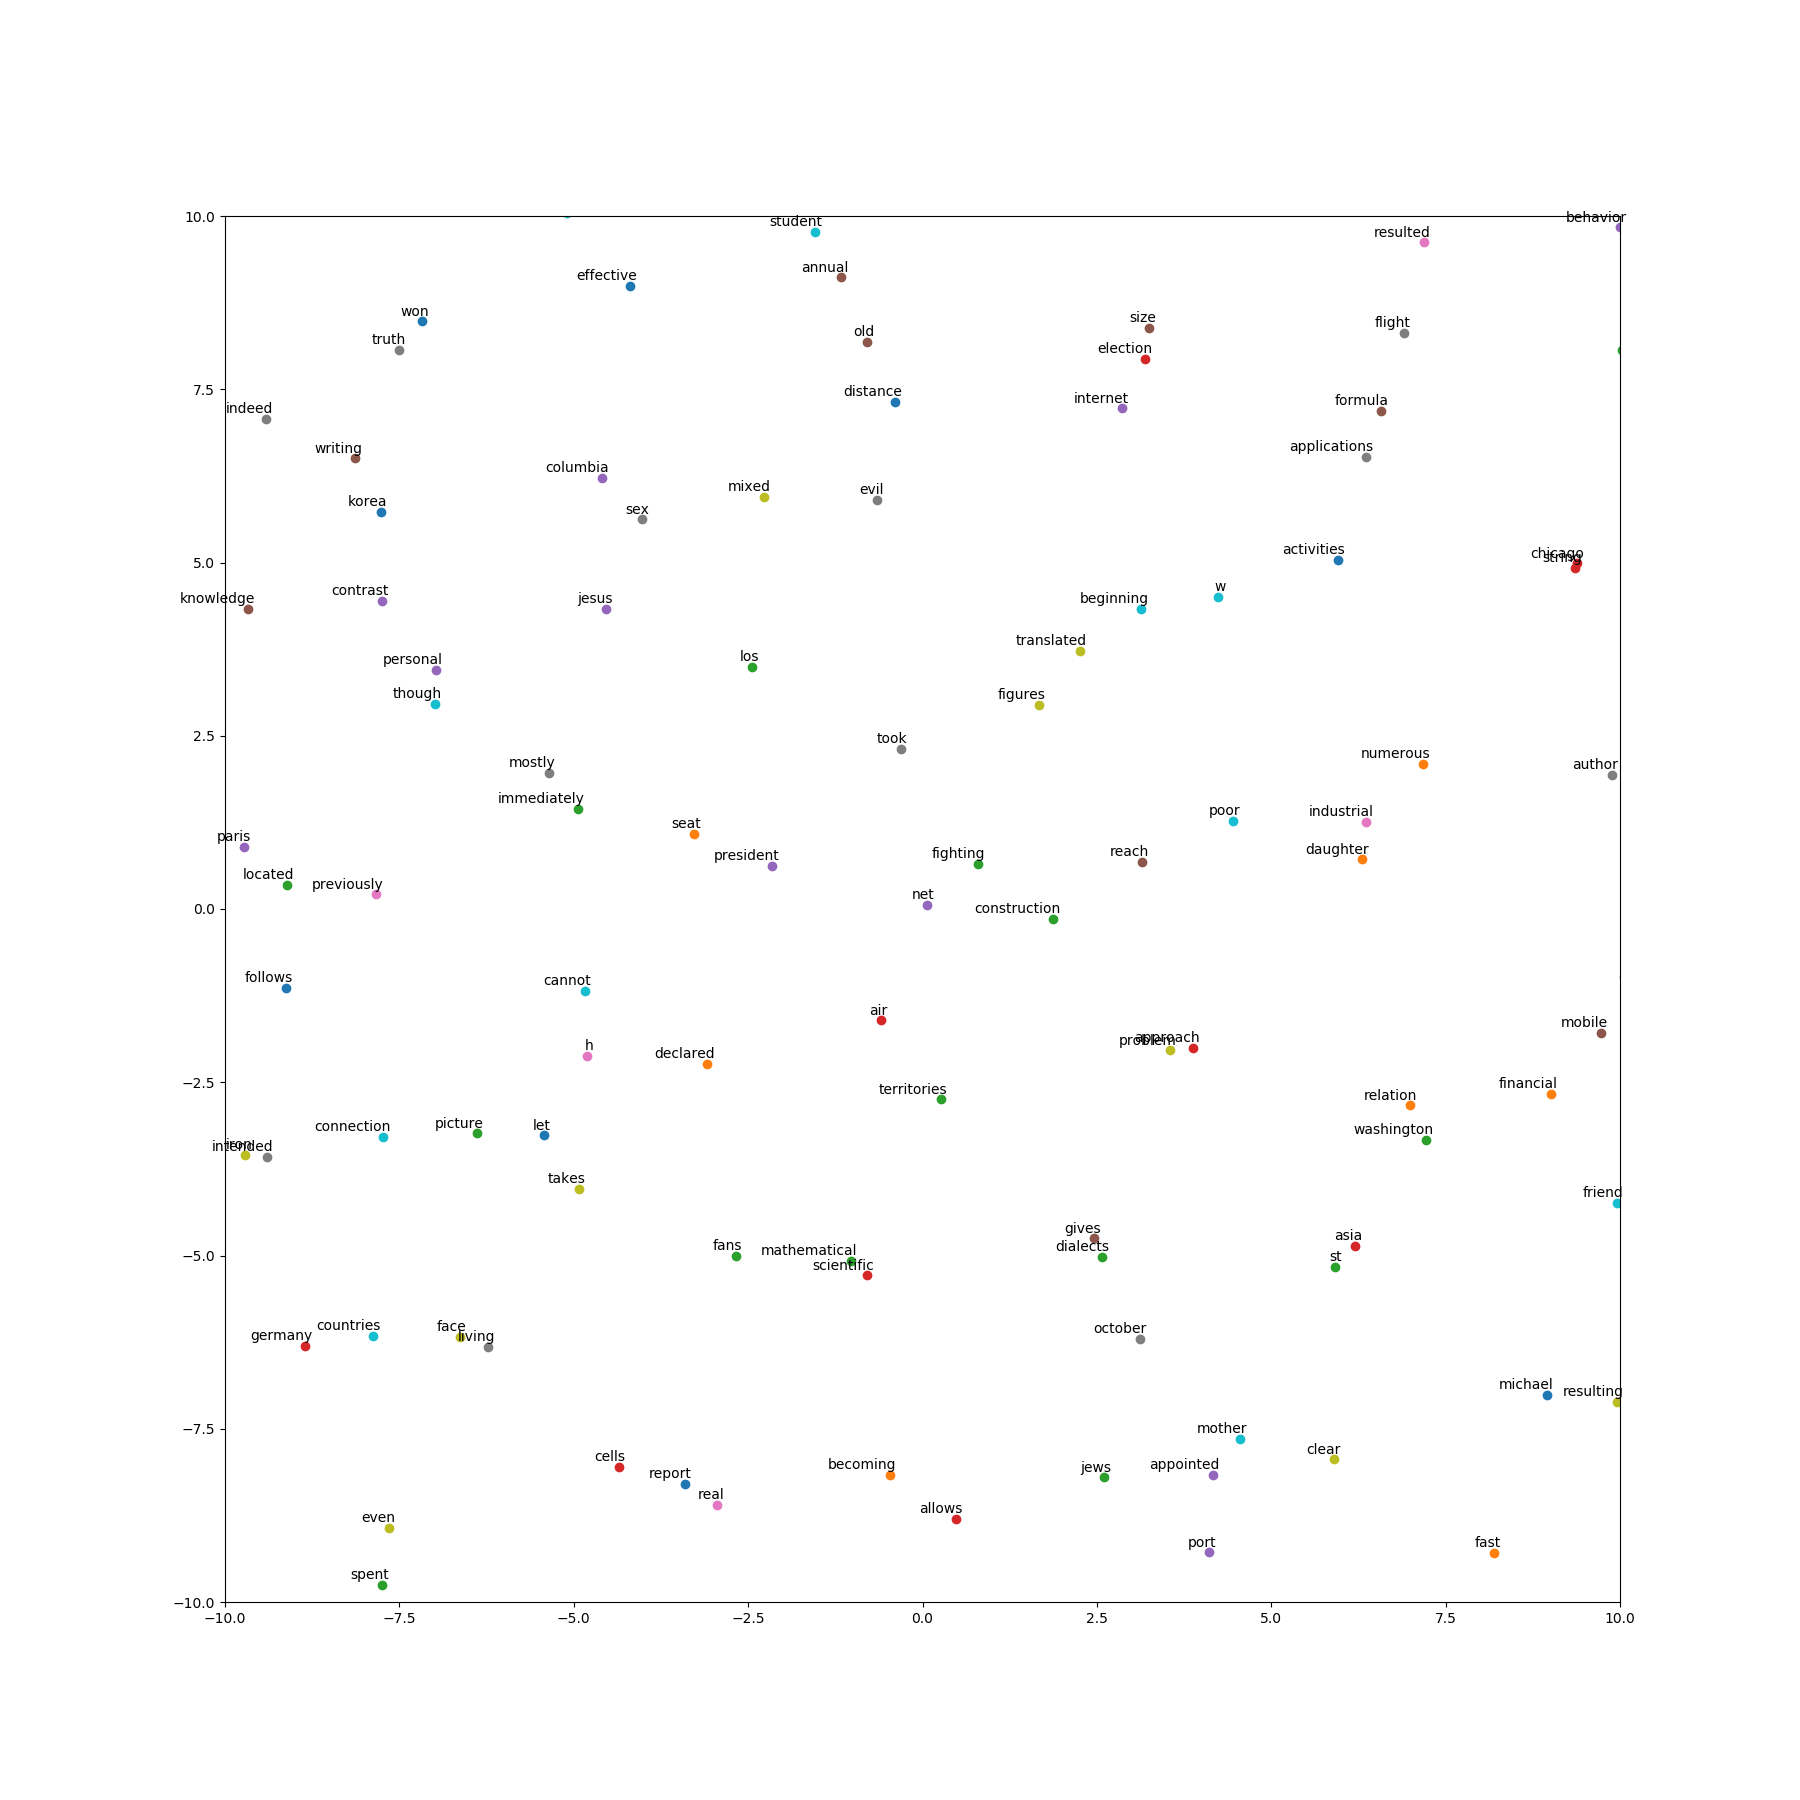 10.0
student
behavior
resulted
annual
effective
won
size
flight
truth
old
election
7.5
distance
internet
formula
indeed
writing
applications
columbia
mixed
evil
korea
sex
activities
chicago
string
5.0
contrast
w
knowledge
jesus
beginning
translated
personal
los
though
figures
2.5
took
numerous
mostly
author
immediately
seat
poor
industrial
paris
president
fighting
reach
daughter
located
previously
net
0.0
construction
follows
cannot
air
mobile
approach
problem
h
declared
−2.5
territories
financial
relation
connection
picture
let
washington
iron
intended
takes
friend
gives
asia
fans
dialects
mathematical
−5.0
st
scientific
germany
countries
face
living
october
michael
resulting
−7.5
mother
clear
cells
report
becoming
jews
appointed
real
allows
even
port
fast
spent
−10.0
−10.0 −7.5 −5.0 −2.5 0.0 2.5 5.0 7.5 10.0